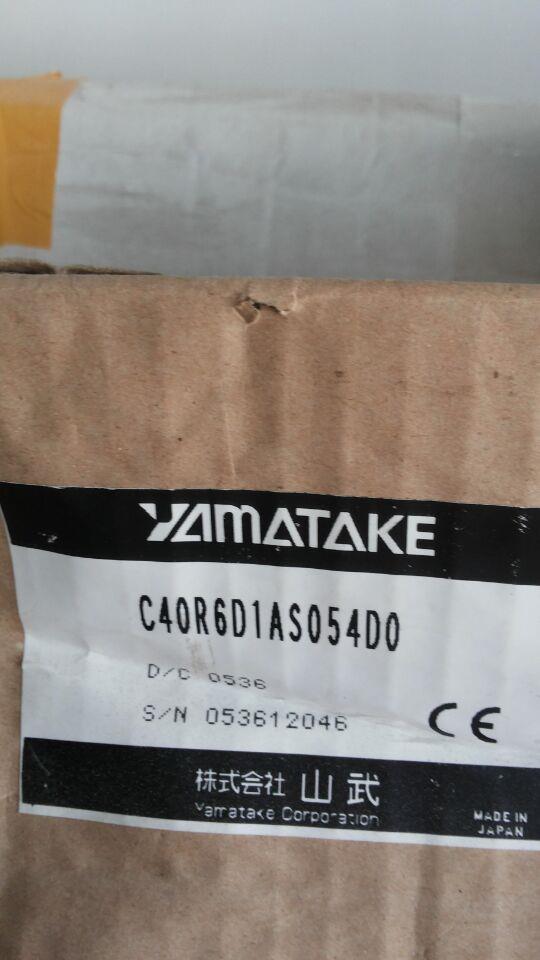 YAMATAKE
C40R6D1AS054D0
D/C 0536
S/N 053612046
CE
株式会社 山武
Yamatake Corporation
MADE IN
JAPAN